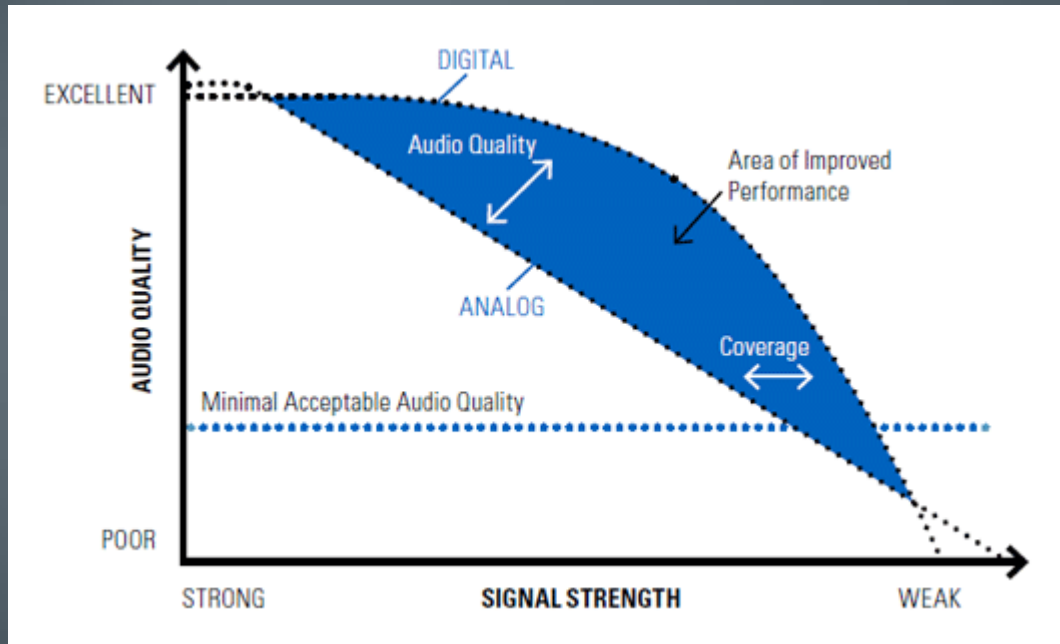 DIGITAL
EXCELLENT
Audio Quality
Area of Improved
Performance
AUDIO QUALITY
ANALOG
Coverage
Minimal Acceptable Audio Quality
POOR
STRONG
SIGNAL STRENGTH
WEAK